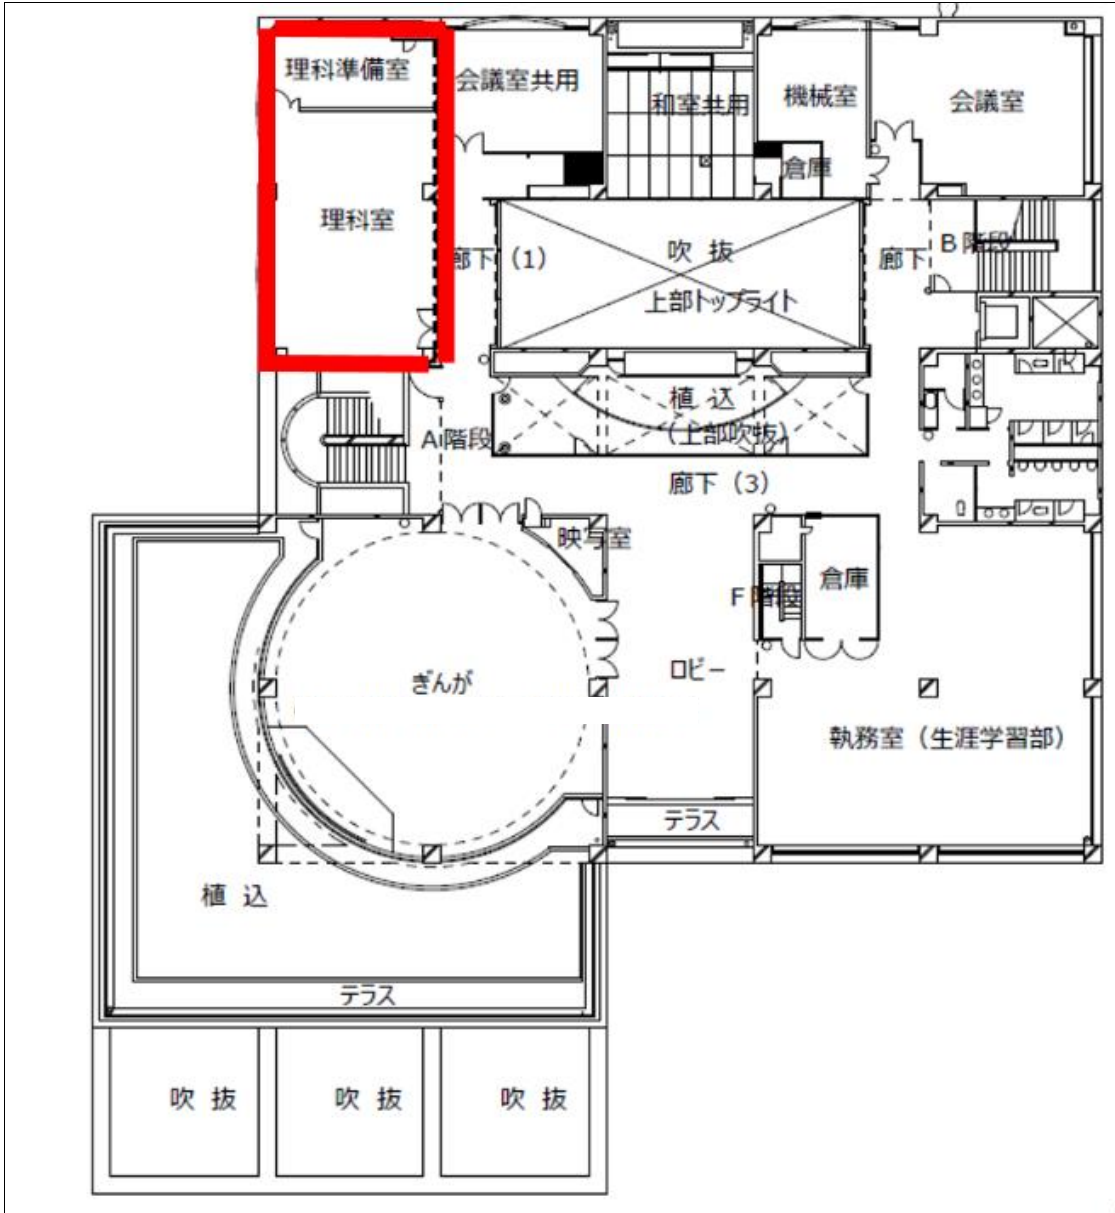 理科準備室
会議室共用
和室共用
機械室
会議室
倉庫
理科室
廊下（1）
吹 抜
上部トップライト
廊下
B階段
植 込
（上部吹抜）
A階段
廊下（3）
映写室
F階段
倉庫
ぎんが
ロビー
執務室（生涯学習部）
テラス
植 込
テラス
吹 抜
吹 抜
吹 抜